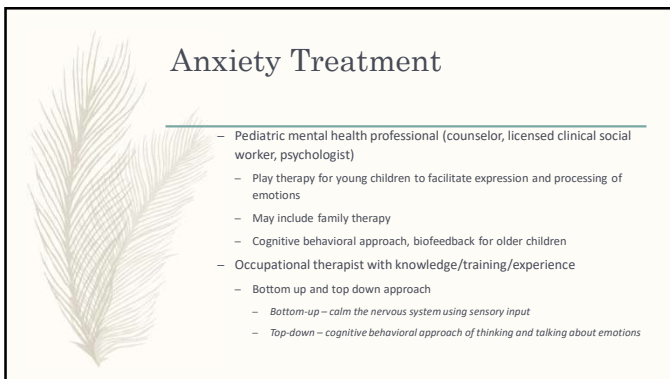 Anxiety Treatment
– Pediatric mental health professional (counselor, licensed clinical social
worker, psychologist)
– Play therapy for young children to facilitate expression and processing of
emotions
– May include family therapy
– Cognitive behavioral approach, biofeedback for older children
– Occupational therapist with knowledge/training/experience
– Bottom up and top down approach
– Bottom-up – calm the nervous system using sensory input
– Top-down – cognitive behavioral approach of thinking and talking about emotions